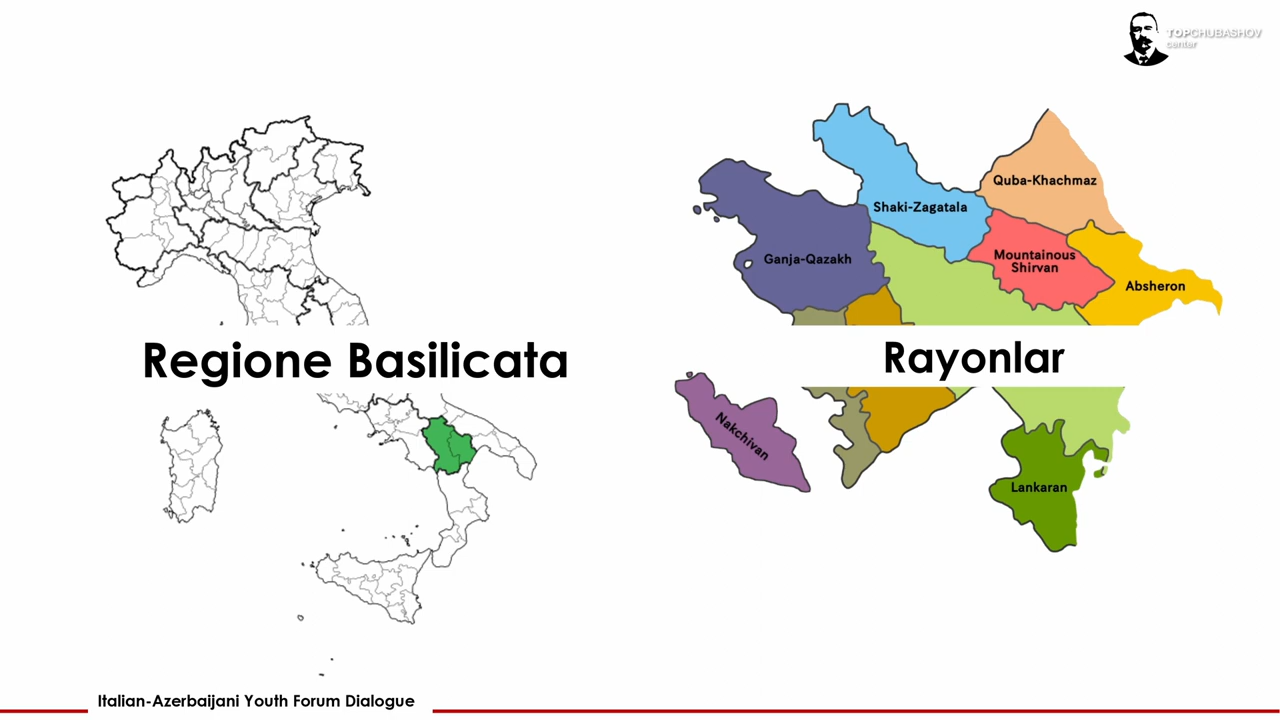 TOPCHUBASHOV
center
Quba-Khachmaz
Shaki-Zagatala
Mountainous
Shirvan
Ganja-Qazakh
Absheron
Regione Basilicata
Rayonlar
Nakchivan
Lankaran
Italian-Azerbaijani Youth Forum Dialogue